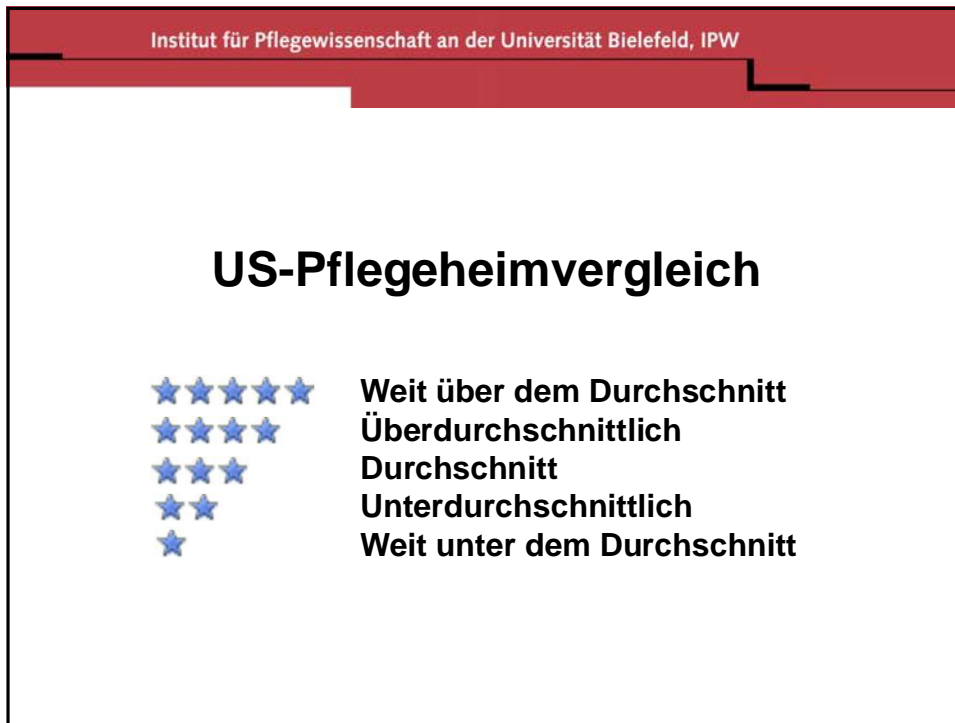 Institut für Pflegewissenschaft an der Universität Bielefeld, IPW
US-Pflegeheimvergleich
Weit über dem Durchschnitt
Überdurchschnittlich
Durchschnitt
Unterdurchschnittlich
Weit unter dem Durchschnitt